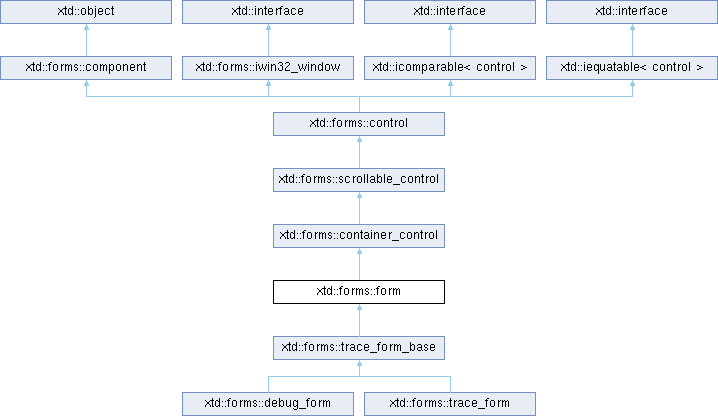 xtd::object
xtd::interface
xtd::interface
xtd::interface
xtd::forms::component
xtd::forms::iwin32_window
xtd::icomparable< control >
xtd::iequatable< control >
xtd::forms::control
xtd::forms::scrollable_control
xtd::forms::container_control
xtd::forms::form
xtd::forms::trace_form_base
xtd::forms::debug_form
xtd::forms::trace_form